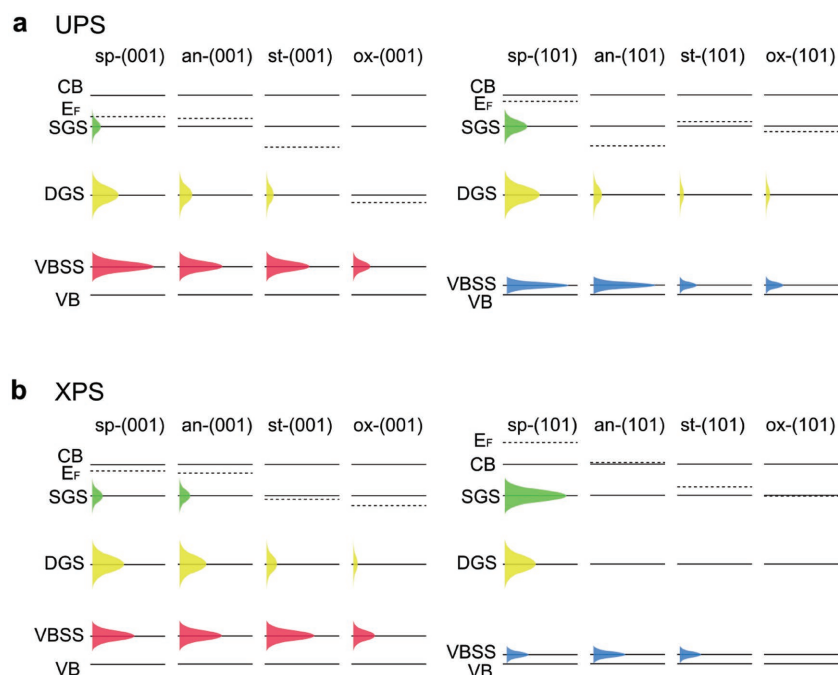 a UPS
sp-(001) an-(001) st-(001) ox-(001)
CB
EF
SGS
DGS
VBSS
VB
sp-(101) an-(101) st-(101) ox-(101)
CB
EF
SGS
DGS
VBSS
VB
b XPS
sp-(001) an-(001) st-(001) ox-(001)
CB
EF
SGS
DGS
VBSS
VB
sp-(101) an-(101) st-(101) ox-(101)
EF
CB
SGS
DGS
VBSS
VB